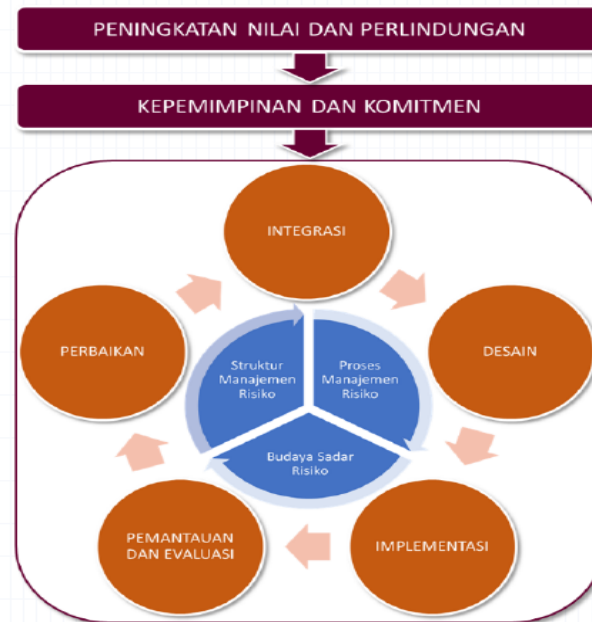 PENINGKATAN NILAI DAN PERLINDUNGAN
KEPEMIMPINAN DAN KOMITMEN
INTEGRASI
PERBAIKAN
DESAIN
Struktur
Manajemen
Risiko
Proses
Manajemen
Risiko
Budaya Sadar
Risiko
PEMANTAUAN
DAN EVALUASI
IMPLEMENTASI